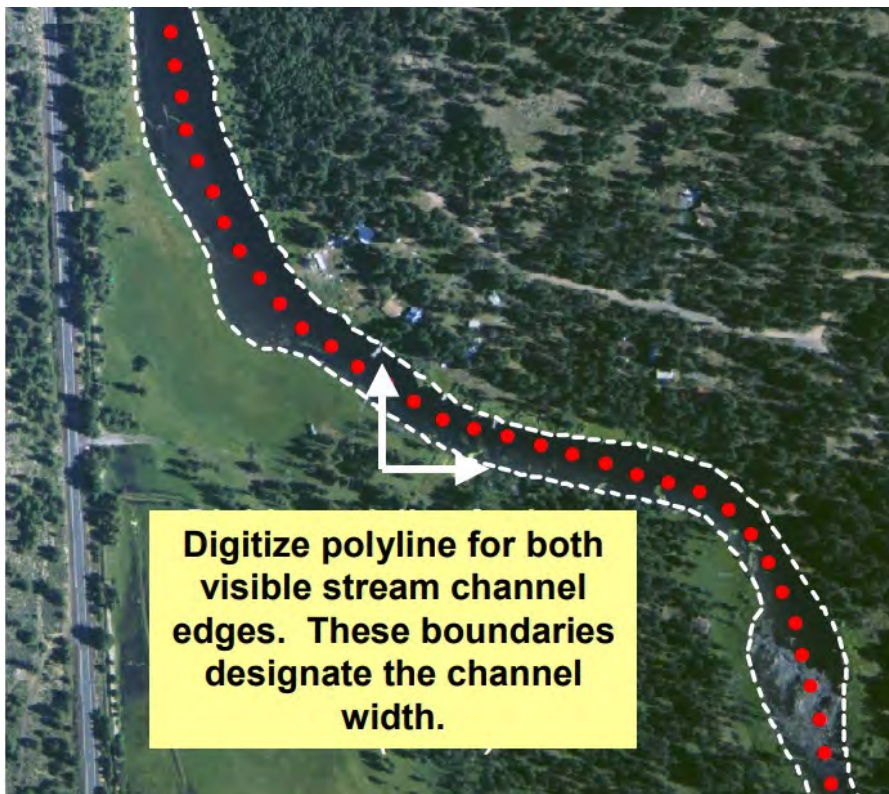 Digitize polyline for both
visible stream channel
edges. These boundaries
designate the channel
width.